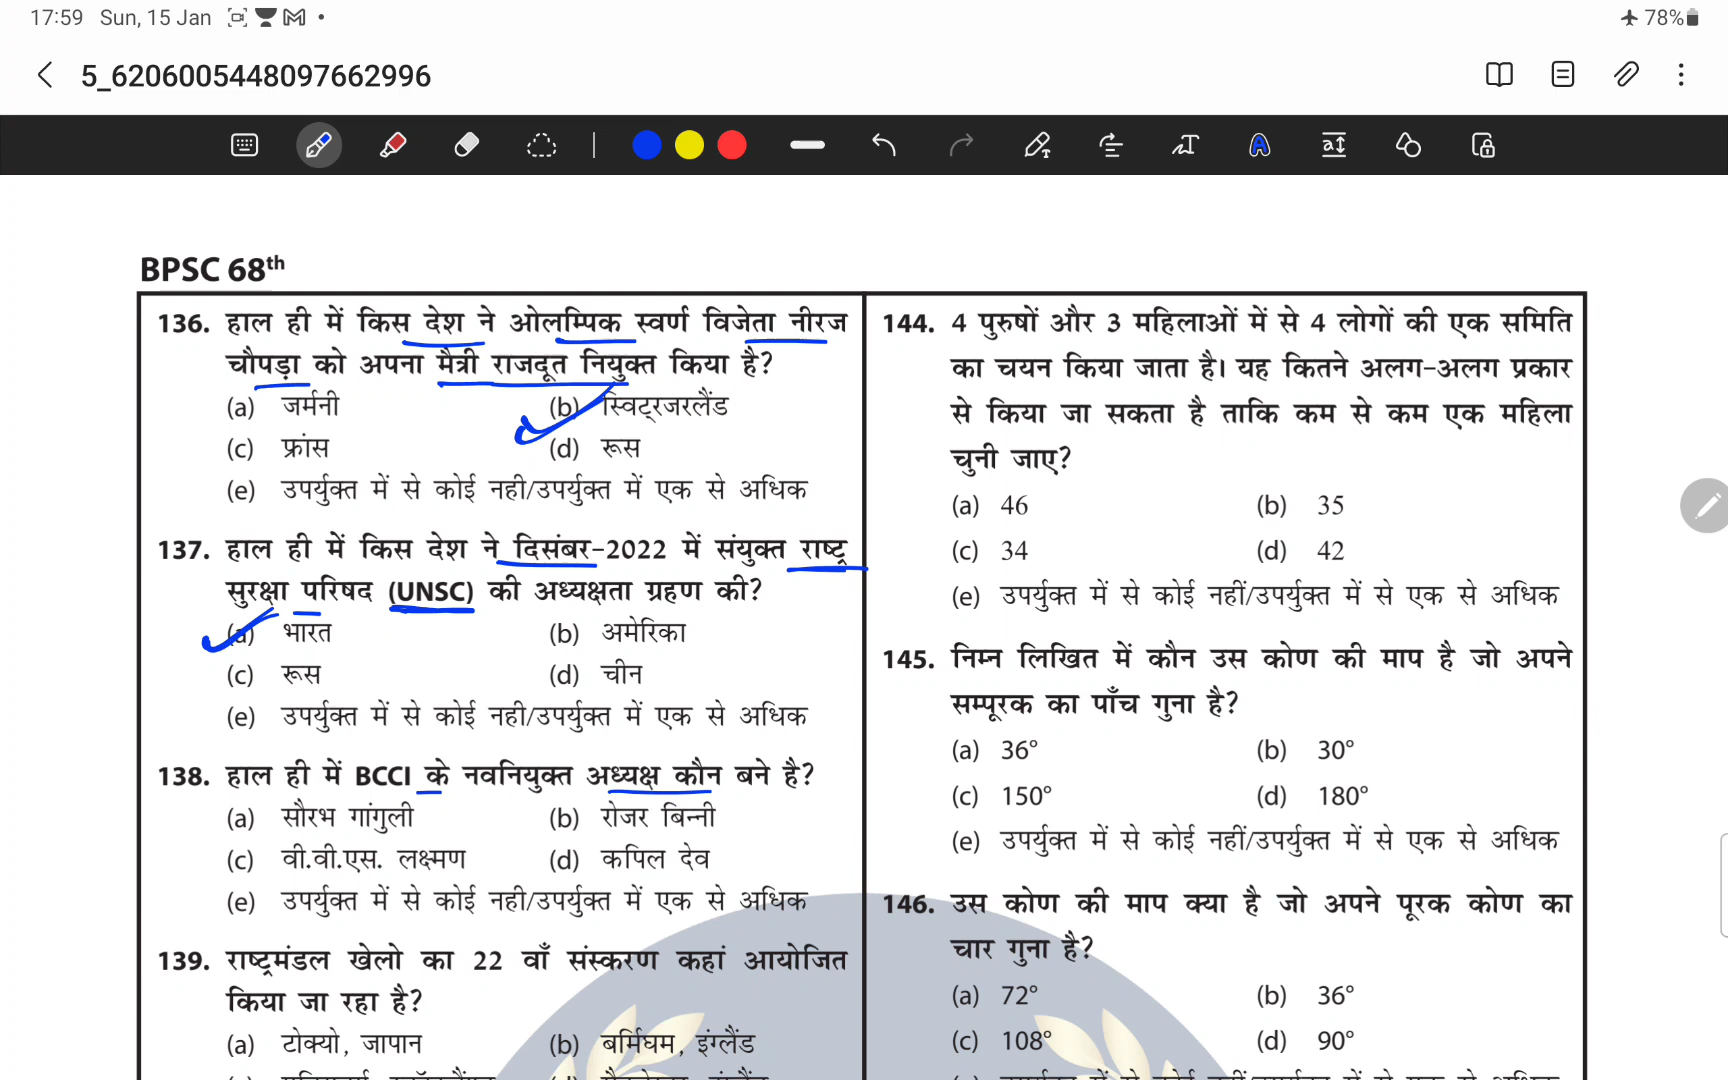 17:59 Sun, 15 Jan
78%
5_6206005448097662996
BPSC 68th
136. हाल ही में किस देश ने ओलम्पिक स्वर्ण विजेता नीरज
चौपड़ा को अपना मैत्री राजदूत नियुक्त किया है?
(a) जर्मनी (b) स्विट्रजरलैंड
(c) फ्रांस (d) रूस
(e) उपर्युक्त में से कोई नही/उपर्युक्त में एक से अधिक
137. हाल ही में किस देश ने दिसंबर-2022 में संयुक्त राष्ट्र
सुरक्षा परिषद (UNSC) की अध्यक्षता ग्रहण की?
(a) भारत (b) अमेरिका
(c) रूस (d) चीन
(e) उपर्युक्त में से कोई नही/उपर्युक्त में एक से अधिक
138. हाल ही में BCCI के नवनियुक्त अध्यक्ष कौन बने है?
(a) सौरभ गांगुली (b) रोजर बिन्नी
(c) वी.वी.एस. लक्ष्मण (d) कपिल देव
(e) उपर्युक्त में से कोई नही/उपर्युक्त में एक से अधिक
139. राष्ट्रमंडल खेलो का 22 वाँ संस्करण कहां आयोजित
किया जा रहा है?
(a) टोक्यो, जापान (b) बर्मिघम, इंग्लैंड
144. 4 पुरुषों और 3 महिलाओं में से 4 लोगों की एक समिति
का चयन किया जाता है। यह कितने अलग-अलग प्रकार
से किया जा सकता है ताकि कम से कम एक महिला
चुनी जाए?
(a) 46 (b) 35
(c) 34 (d) 42
(e) उपर्युक्त में से कोई नहीं/उपर्युक्त में से एक से अधिक
145. निम्न लिखित में कौन उस कोण की माप है जो अपने
सम्पूरक का पाँच गुना है?
(a) 36° (b) 30°
(c) 150° (d) 180°
(e) उपर्युक्त में से कोई नहीं/उपर्युक्त में से एक से अधिक
146. उस कोण की माप क्या है जो अपने पूरक कोण का
चार गुना है?
(a) 72° (b) 36°
(c) 108° (d) 90°